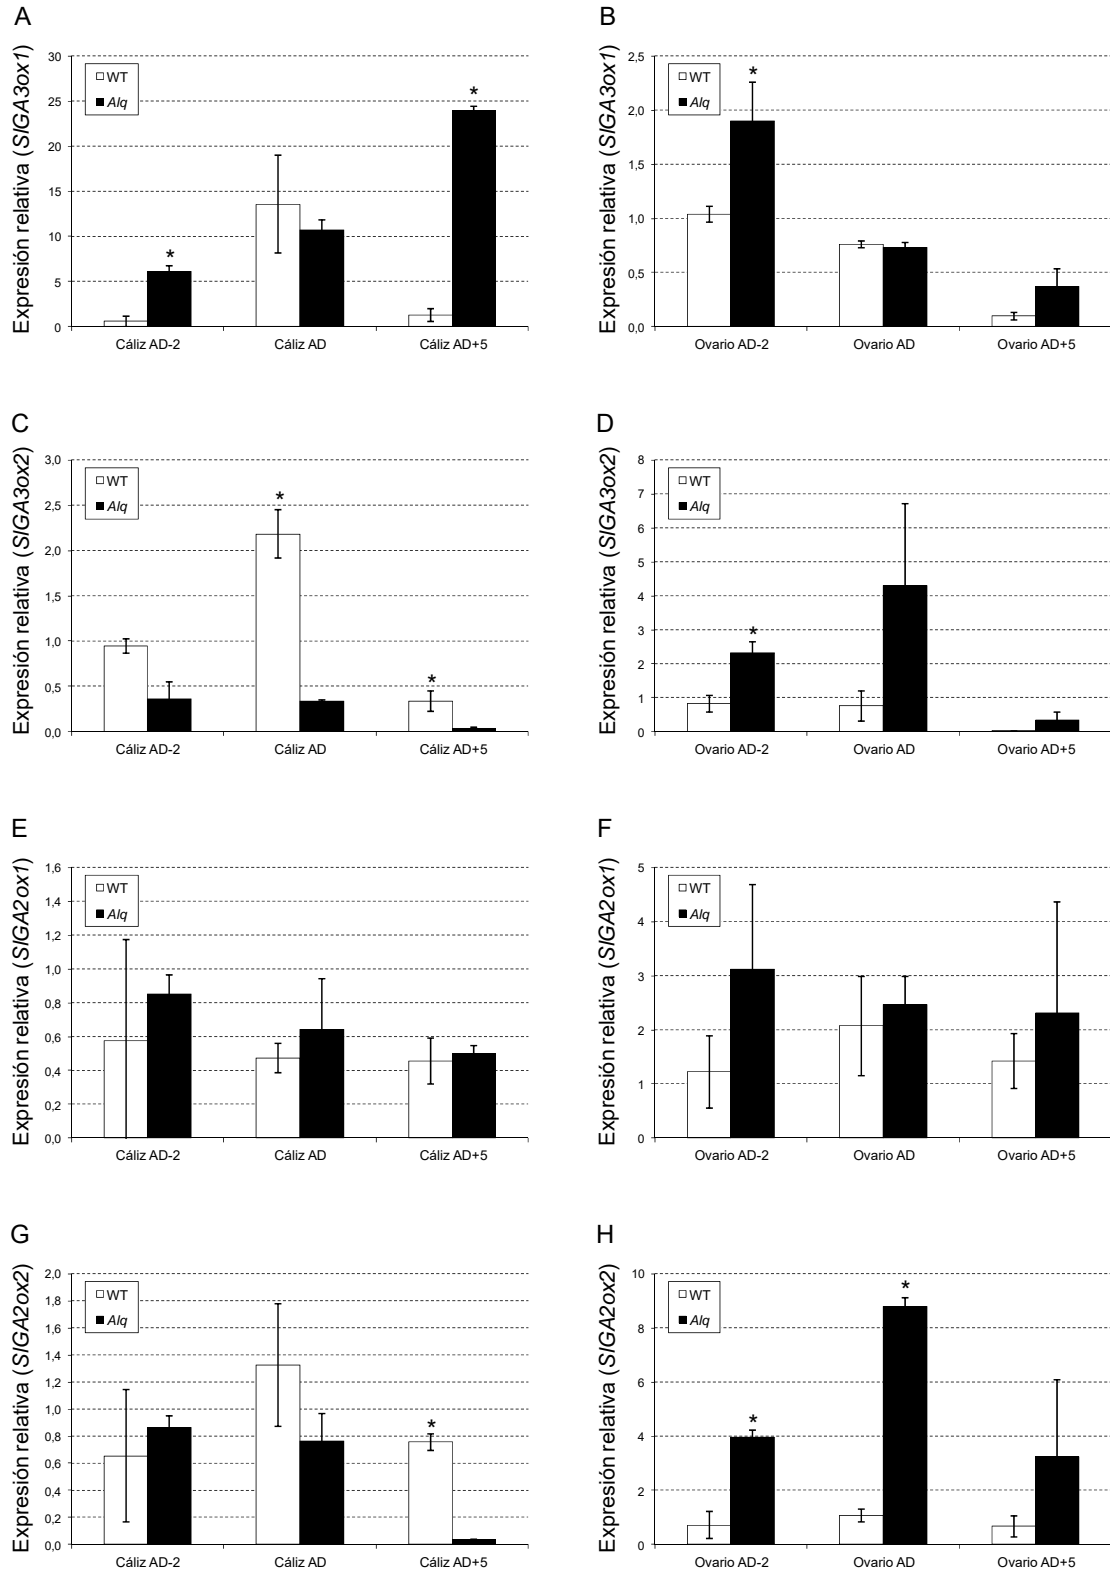 A
Expresión relativa (SlGA3ox1)
30
25
20
15
10
5
0
WT
Alq
*
*
Cáliz AD-2
Cáliz AD
Cáliz AD+5
B
Expresión relativa (SlGA3ox1)
2,5
2,0
1,5
1,0
0,5
0,0
WT
Alq
*
Ovario AD-2
Ovario AD
Ovario AD+5
C
Expresión relativa (SlGA3ox2)
3,0
2,5
2,0
1,0
0,5
0,0
WT
Alq
*
*
Cáliz AD-2
Cáliz AD
Cáliz AD+5
D
Expresión relativa (SlGA3ox2)
8
7
6
5
4
3
2
1
0
WT
Alq
*
Ovario AD-2
Ovario AD
Ovario AD+5
E
Expresión relativa (SlGA2ox1)
1,6
1,4
1,2
1,0
0,8
0,6
0,4
0,2
0,0
WT
Alq
Cáliz AD-2
Cáliz AD
Cáliz AD+5
F
Expresión relativa (SlGA2ox1)
5
4
3
2
1
0
WT
Alq
Ovario AD-2
Ovario AD
Ovario AD+5
G
Expresión relativa (SlGA2ox2)
2,0
1,8
1,6
1,4
1,2
1,0
0,8
0,6
0,4
0,2
0,0
WT
Alq
*
Cáliz AD-2
Cáliz AD
Cáliz AD+5
H
Expresión relativa (SlGA2ox2)
10
8
6
4
2
0
WT
Alq
*
*
Ovario AD-2
Ovario AD
Ovario AD+5